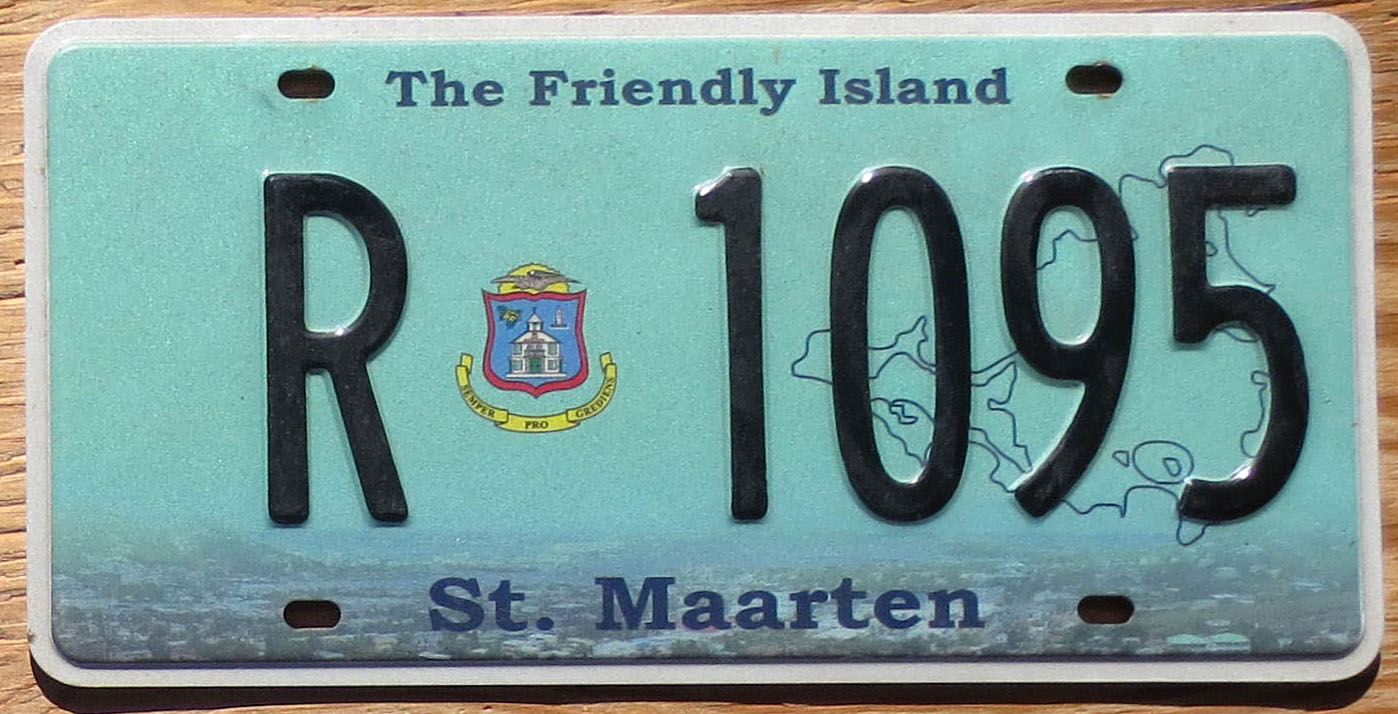 The Friendly Island
R 1095
SEMPER PRO GREDIENS
St. Maarten